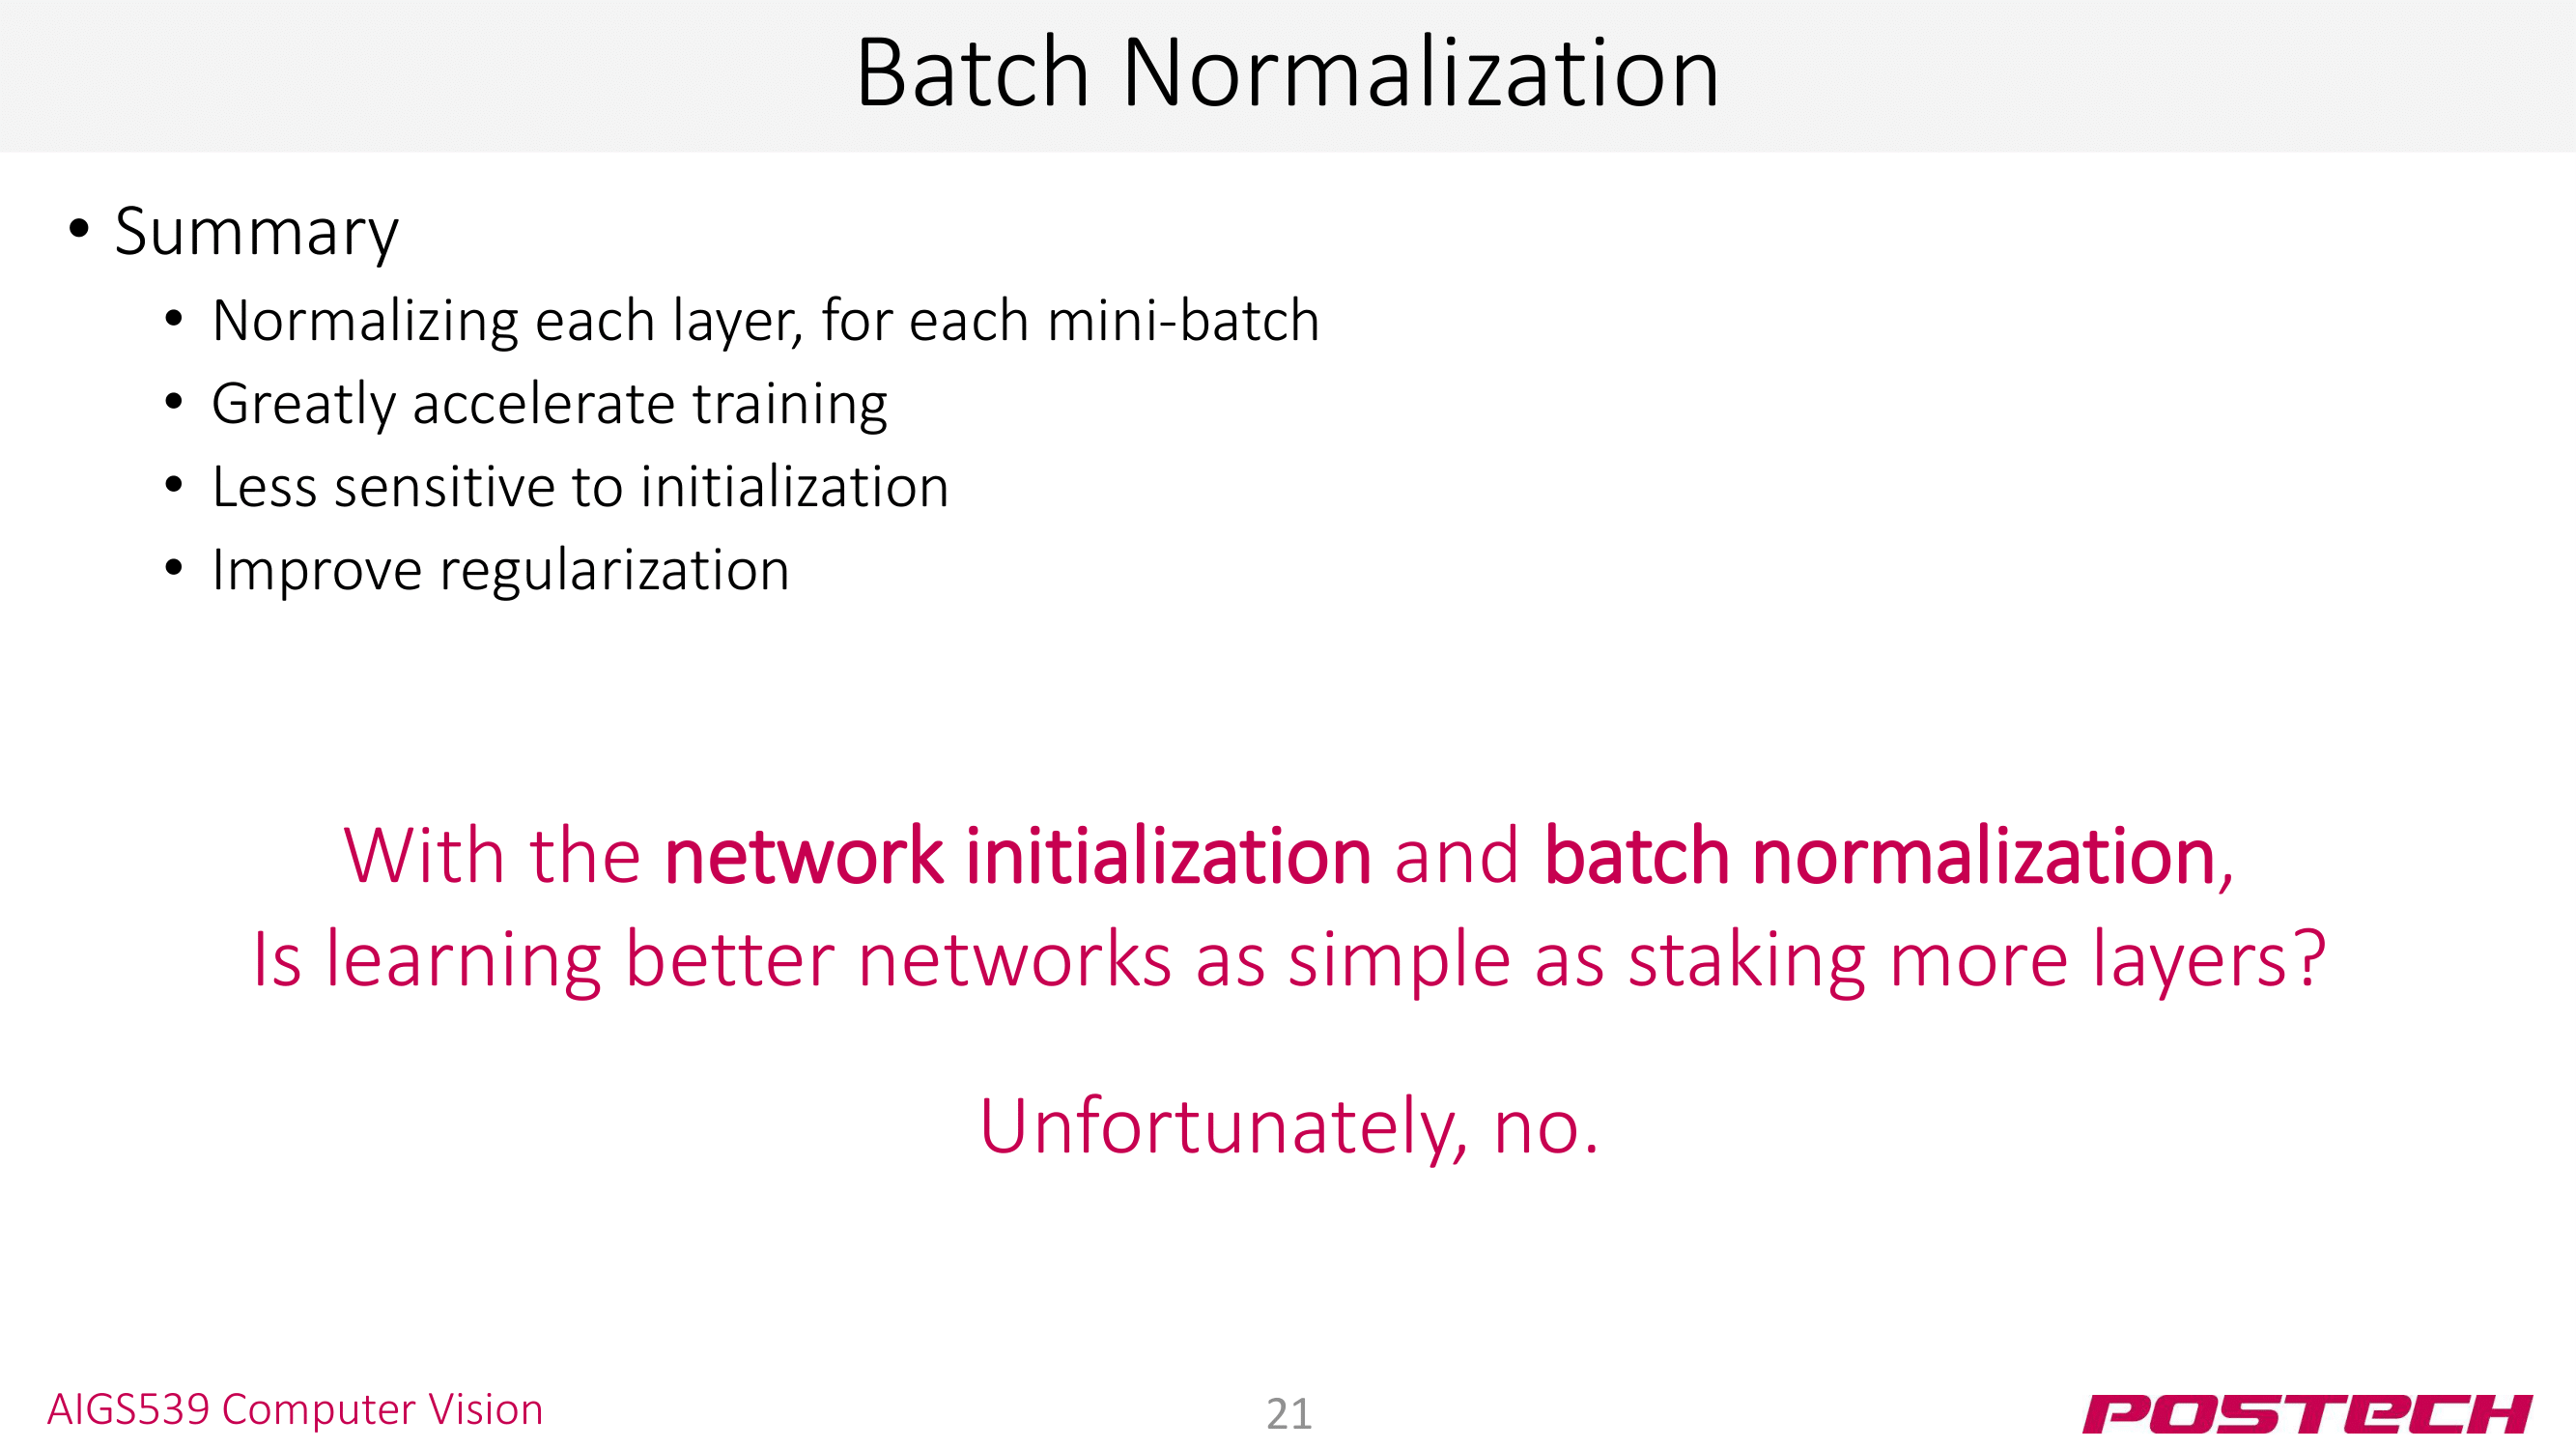 Batch Normalization
• Summary
• Normalizing each layer, for each mini-batch
• Greatly accelerate training
• Less sensitive to initialization
• Improve regularization
With the network initialization and batch normalization,
Is learning better networks as simple as staking more layers?
Unfortunately, no.
AIGS539 Computer Vision
21
POSTECH